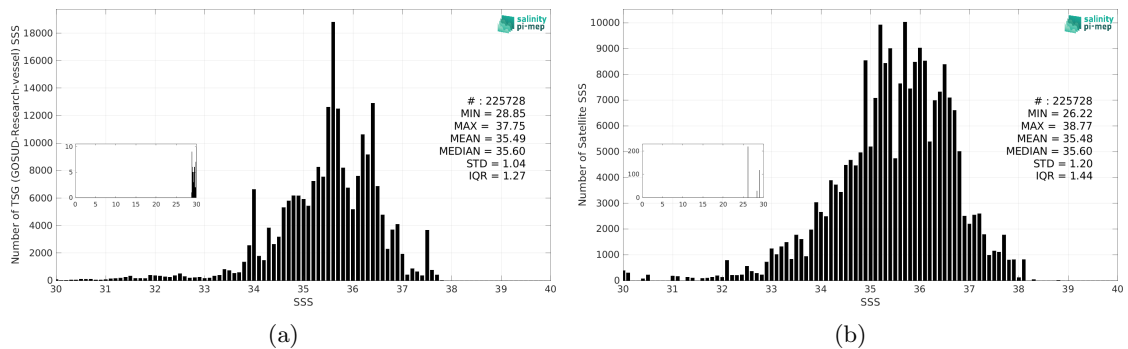 salinity
pi-mep
Number of TSG (GOSUD-Research-vessel) SSS
18000
16000
14000
12000
10000
8000
6000
4000
2000
0
# : 225728
MIN = 28.85
MAX = 37.75
MEAN = 35.49
MEDIAN = 35.60
STD = 1.04
IQR = 1.27
10
5
0
0 5 10 15 20 25 30
30 31 32 33 34 35 36 37 38 39 40
SSS
(a)
salinity
pi-mep
Number of Satellite SSS
10000
9000
8000
7000
6000
5000
4000
3000
2000
1000
0
# : 225728
MIN = 26.22
MAX = 38.77
MEAN = 35.48
MEDIAN = 35.60
STD = 1.20
IQR = 1.44
200
100
0
0 5 10 15 20 25 30
30 31 32 33 34 35 36 37 38 39 40
SSS
(b)